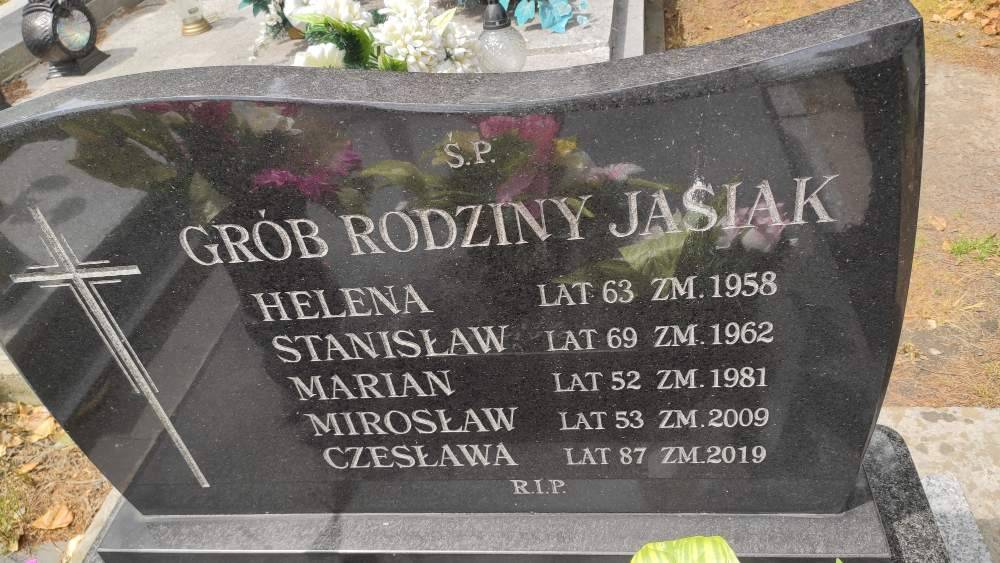 Ś.P.
GRÓB RODZINY JAŚIAK
HELENA LAT 63 ZM. 1958
STANISŁAW LAT 69 ZM. 1962
MARIAN LAT 52 ZM. 1981
MIROSŁAW LAT 53 ZM. 2009
CZESŁAWA LAT 87 ZM. 2019
R.I.P.